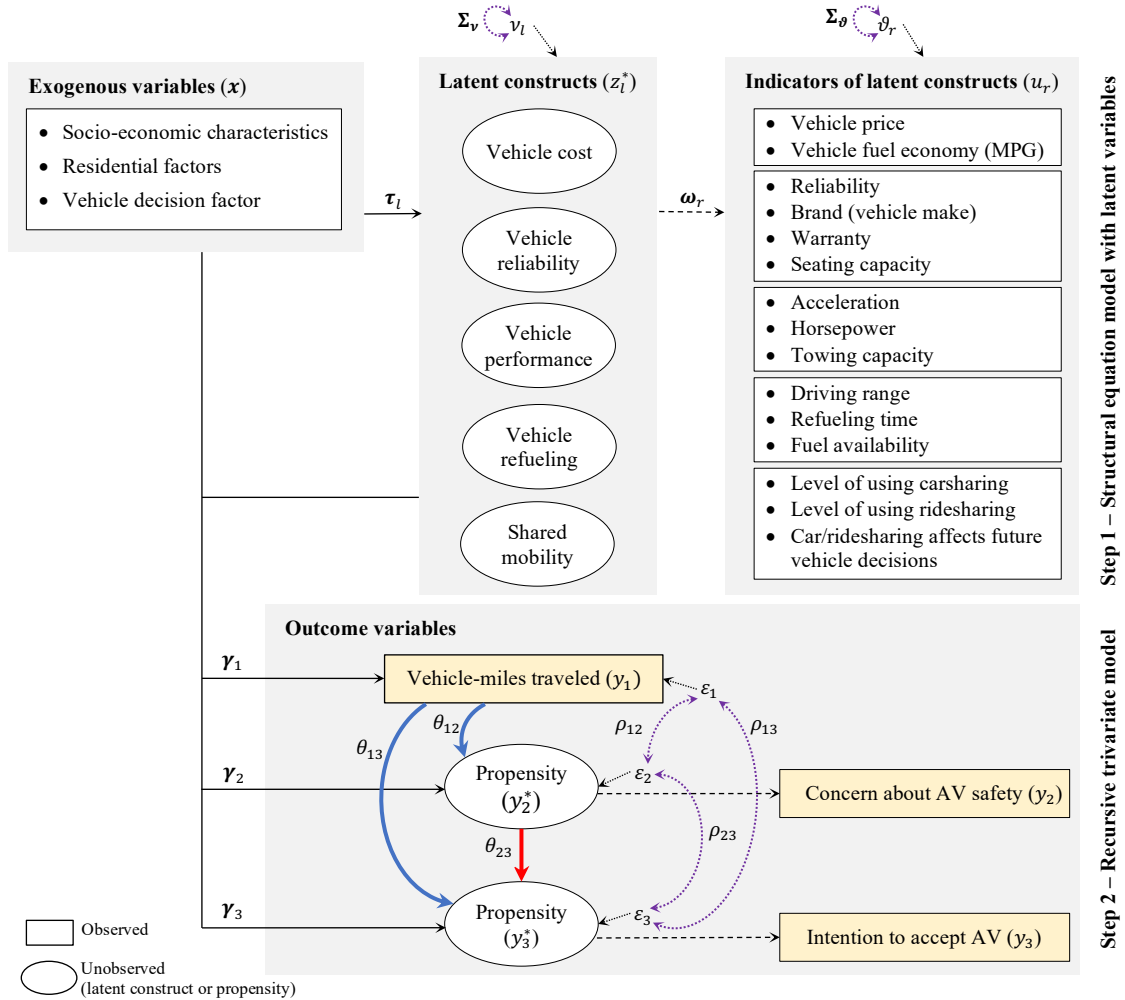 Σ_ν ν_l
Σ_ϑ ϑ_r
Exogenous variables (x)
• Socio-economic characteristics
• Residential factors
• Vehicle decision factor
τ_l
Latent constructs (z_l^*)
Vehicle cost
Vehicle
reliability
Vehicle
performance
Vehicle
refueling
Shared
mobility
ω_r
Indicators of latent constructs (u_r)
• Vehicle price
• Vehicle fuel economy (MPG)
• Reliability
• Brand (vehicle make)
• Warranty
• Seating capacity
• Acceleration
• Horsepower
• Towing capacity
• Driving range
• Refueling time
• Fuel availability
• Level of using carsharing
• Level of using ridesharing
• Car/ridesharing affects future
vehicle decisions
Step 1 – Structural equation model with latent variables
Outcome variables
γ_1
Vehicle-miles traveled (y_1)
ε_1
θ_12
θ_13
ρ_12
ρ_13
γ_2
Propensity
(y_2^*)
ε_2
Concern about AV safety (y_2)
θ_23
ρ_23
γ_3
Propensity
(y_3^*)
ε_3
Intention to accept AV (y_3)
Step 2 – Recursive trivariate model
Observed
Unobserved
(latent construct or propensity)